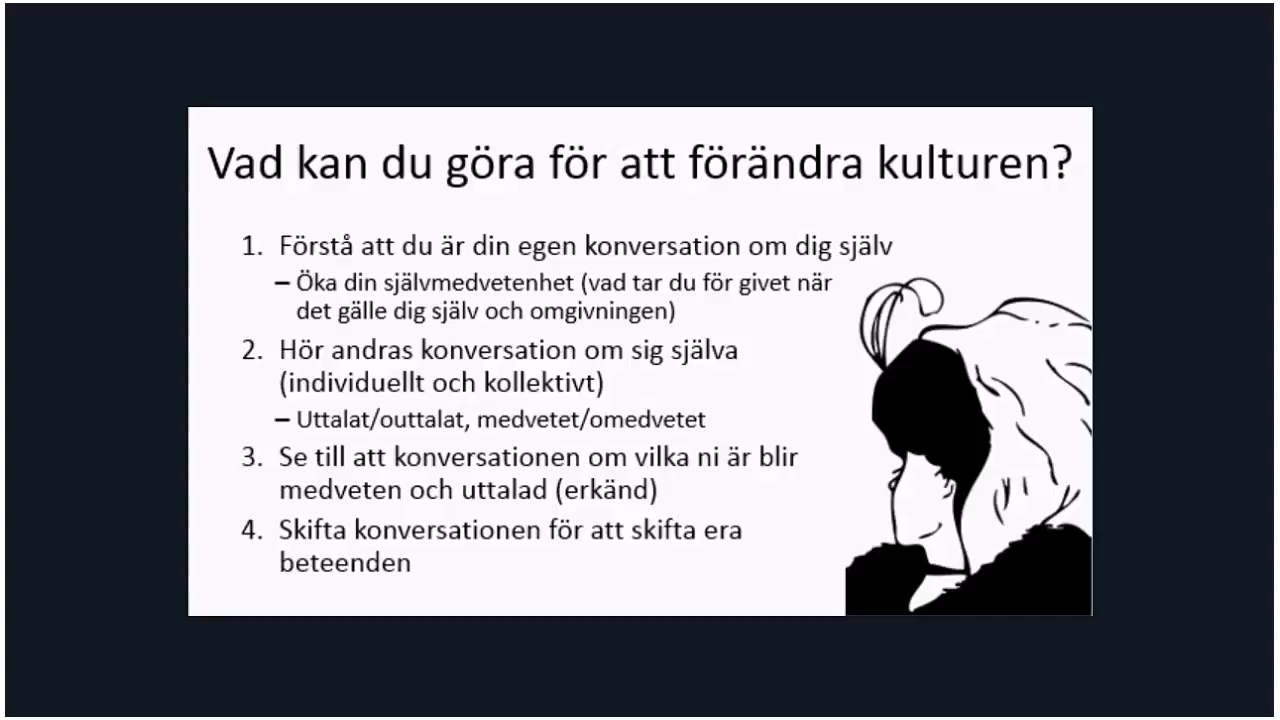 Vad kan du göra för att förändra kulturen?
1. Förstå att du är din egen konversation om dig själv
– Öka din självmedvetenhet (vad tar du för givet när
det gälle dig själv och omgivningen)
2. Hör andras konversation om sig själva
(individuellt och kollektivt)
– Uttalat/outtalat, medvetet/omedvetet
3. Se till att konversationen om vilka ni är blir
medveten och uttalad (erkänd)
4. Skifta konversationen för att skifta era
beteenden